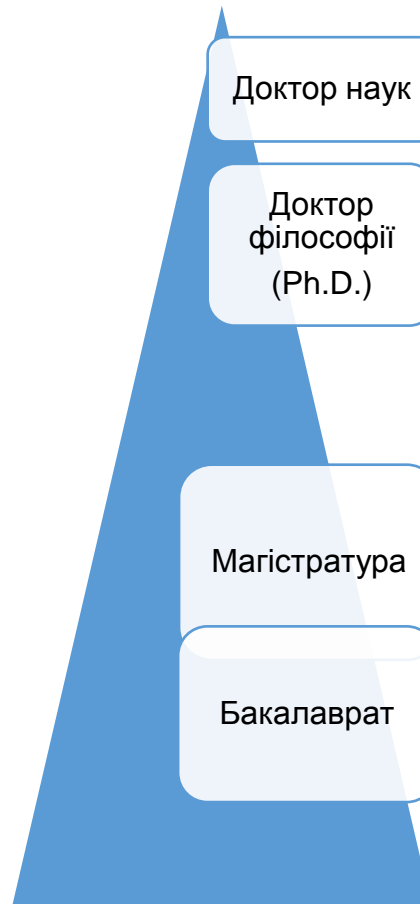 Доктор наук
Доктор
філософії
(Ph.D.)
Магістратура
Бакалаврат